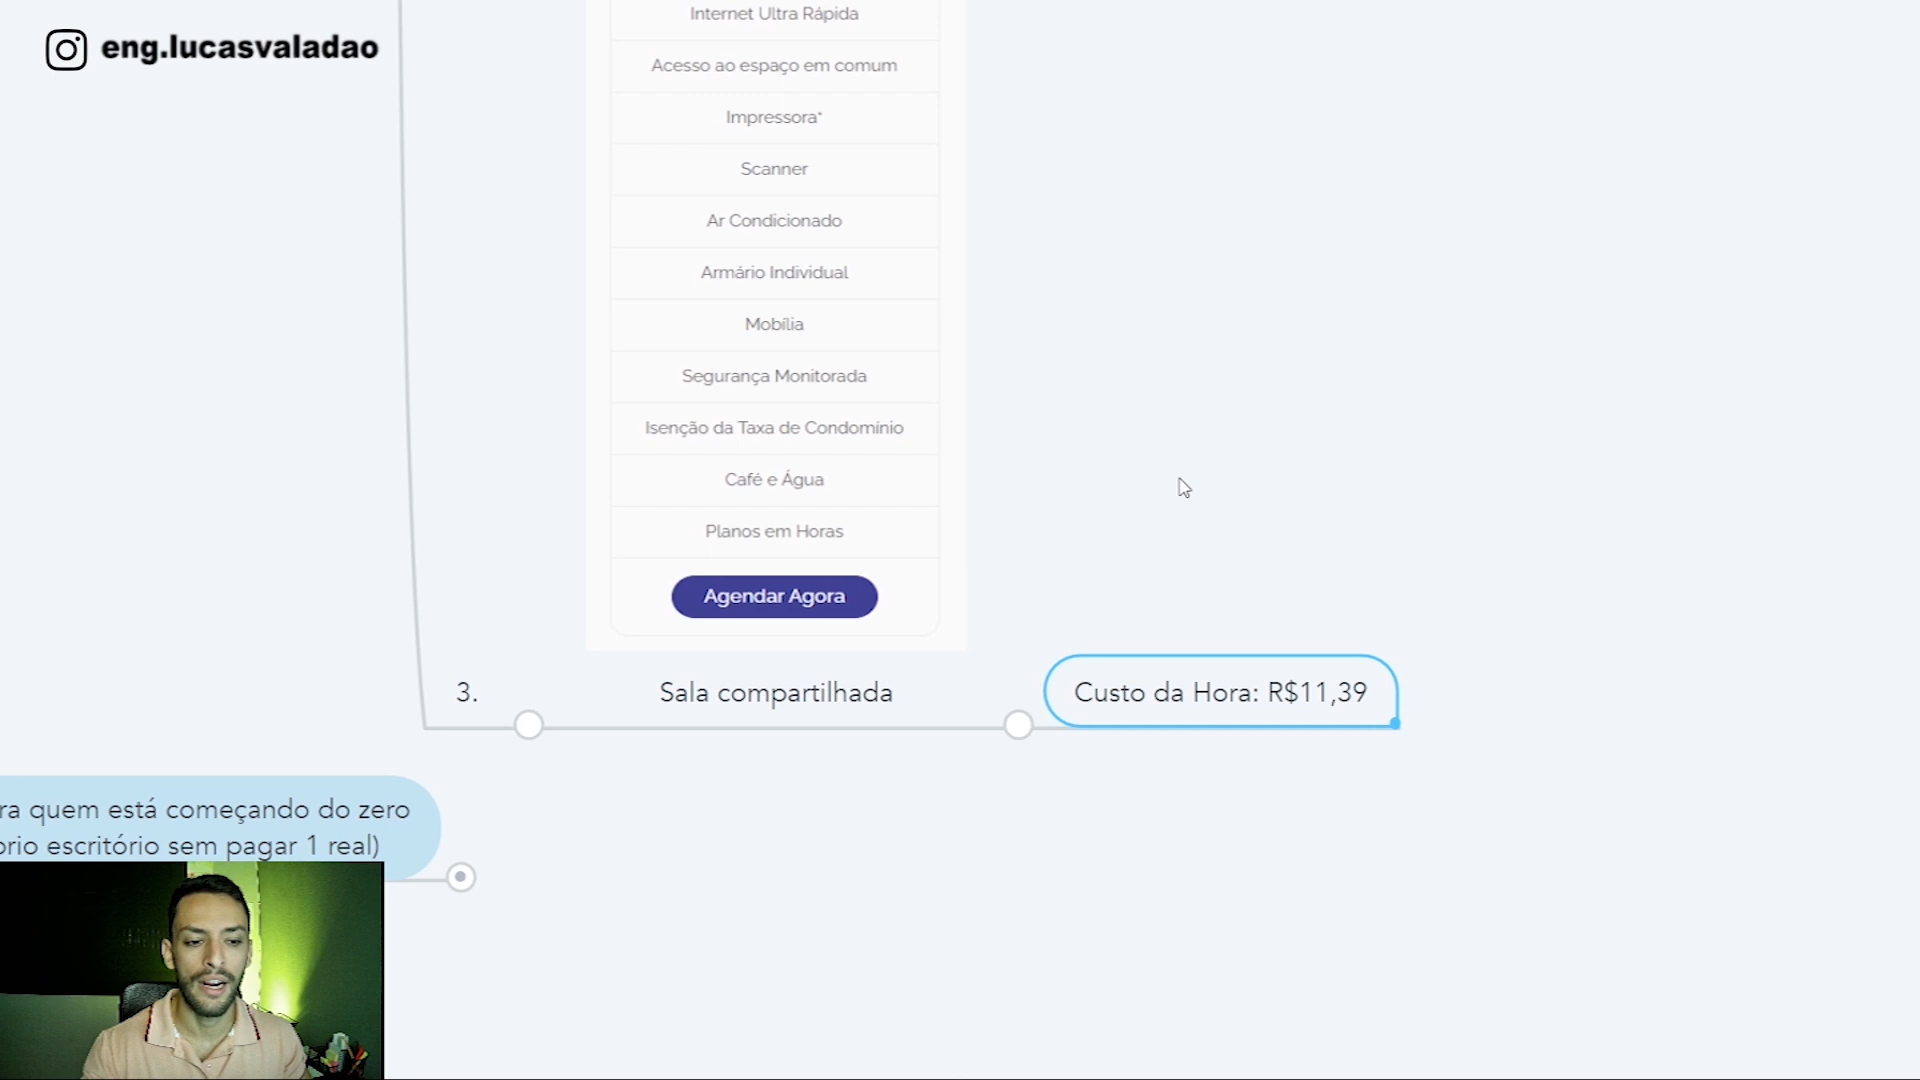 eng.lucasvaladao
Internet Ultra Rápida
Acesso ao espaço em comum
Impressora*
Scanner
Ar Condicionado
Armário Individual
Mobília
Segurança Monitorada
Isenção da Taxa de Condomínio
Café e Água
Planos em Horas
Agendar Agora
3.
Sala compartilhada
Custo da Hora: R$11,39
quem está começando do zero
escritório sem pagar 1 real)